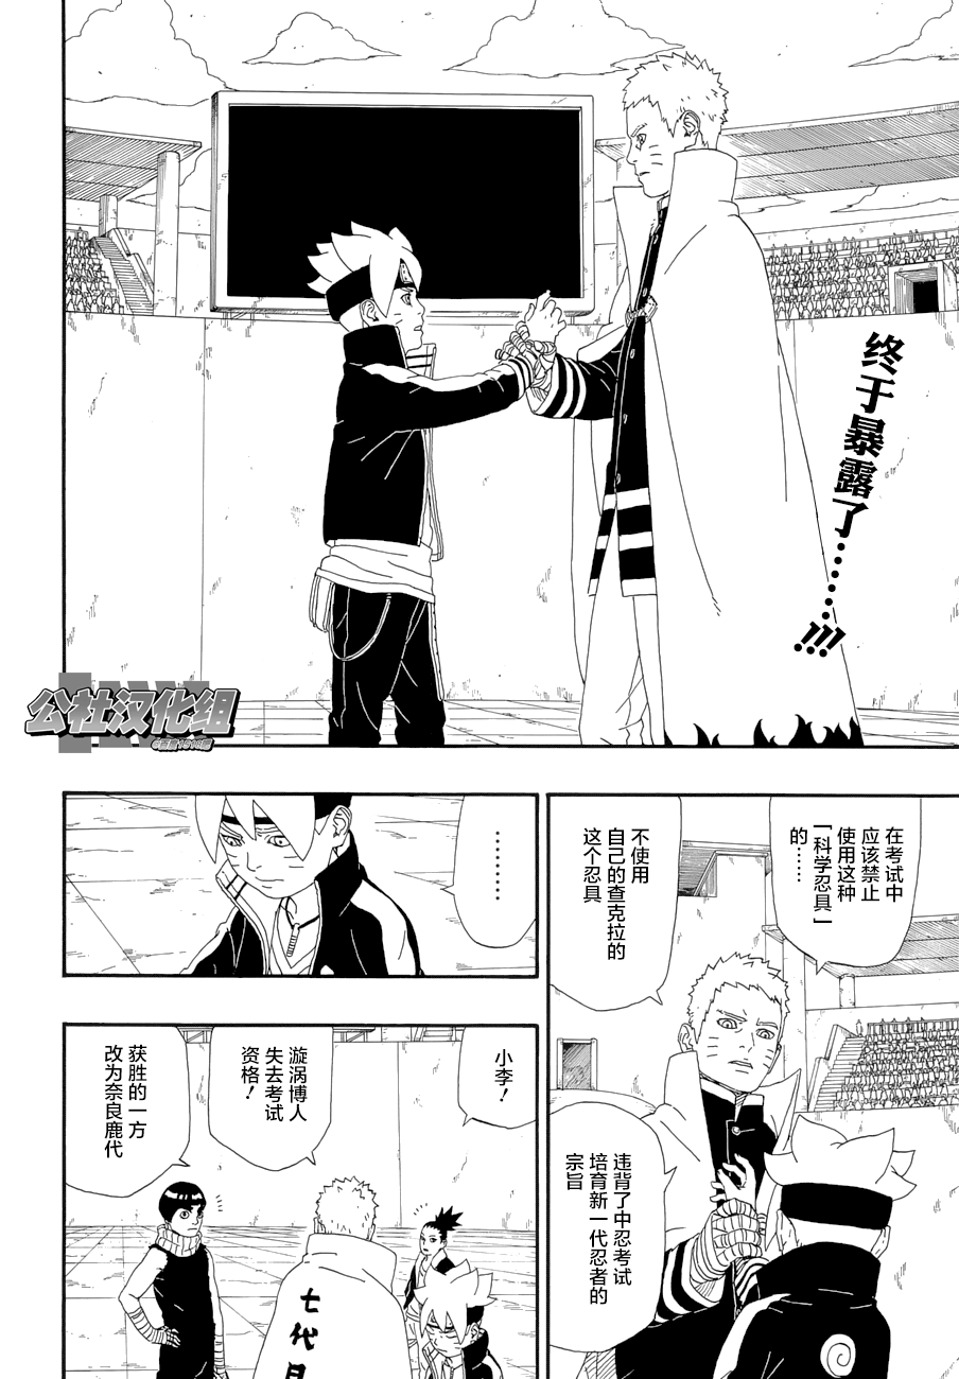 终于暴露了……!!!
公社汉化组
在考试中
应该禁止
使用这种
「科学忍具」
的……
不使用
自己的查克拉的
这个忍具
………
违背了中忍考试
培育新一代忍者的
宗旨
小李!
漩涡博人
失去考试
资格!
获胜的一方
改为奈良鹿代
七代目